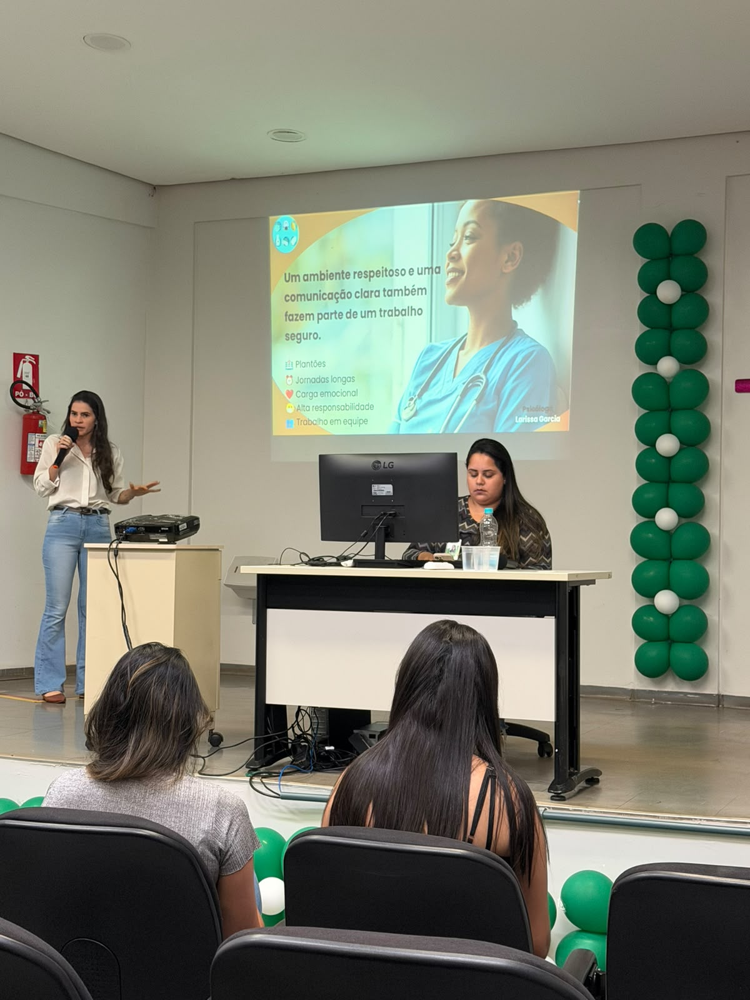 Um ambiente respeitoso e uma
comunicação clara também
fazem parte de um trabalho
seguro.
Plantões
Jornadas longas
Carga emocional
Alta responsabilidade
Trabalho em equipe
Psicóloga
Larissa Garcia
PÓ - B
LG